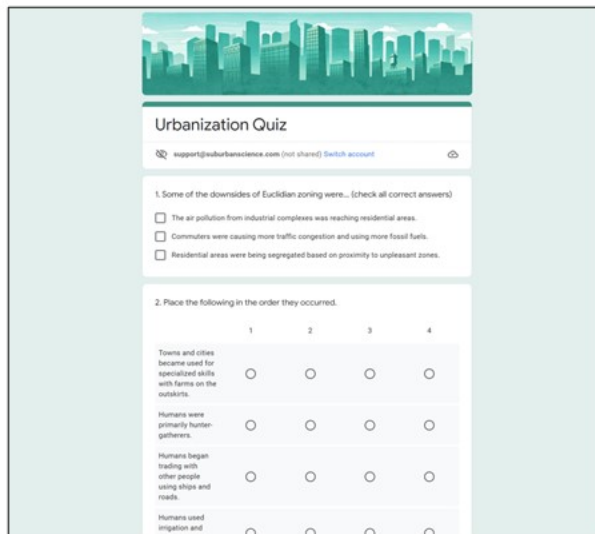 Urbanization Quiz
support@suburbanscience.com (not shared) Switch account
1. Some of the downsides of Euclidian zoning were... (check all correct answers)
The air pollution from industrial complexes was reaching residential areas.
Commuters were causing more traffic congestion and using more fossil fuels.
Residential areas were being segregated based on proximity to unpleasant zones.
2. Place the following in the order they occurred.
1 2 3 4
Towns and cities
became used for
specialized skills
with farms on the
outskirts.
Humans were
primarily hunter-
gatherers.
Humans began
trading with
other people
using ships and
roads.
Humans used
irrigation and